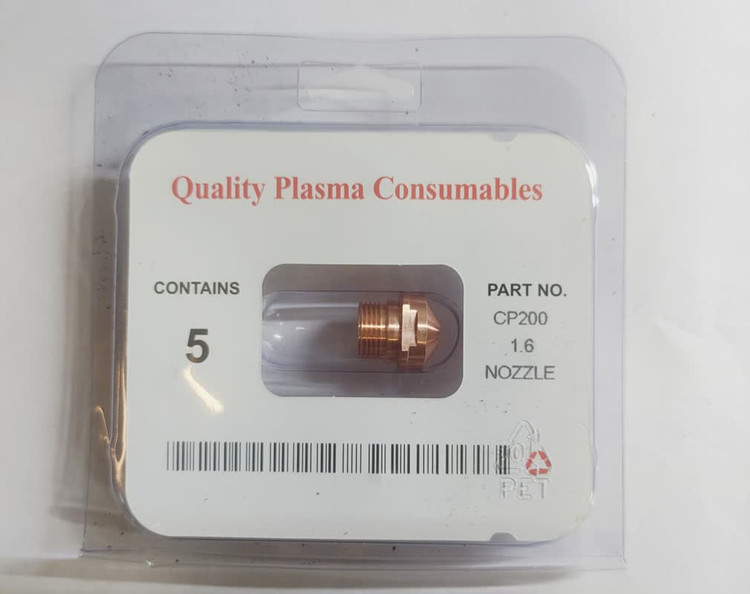 Quality Plasma Consumables
CONTAINS
5
PART NO.
CP200
1.6
NOZZLE
PET